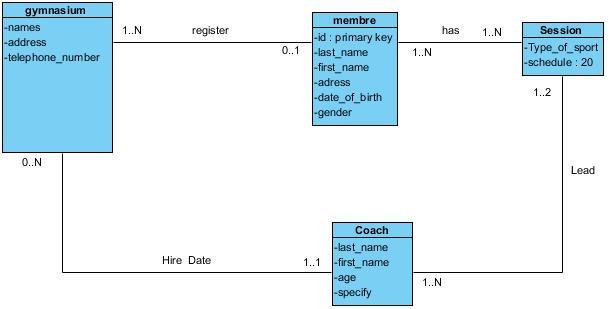 gymnasium
-names
-address
-telephone_number
1..N
register
0..1
membre
-id : primary key
-last_name
-first_name
-adress
-date_of_birth
-gender
has
1..N
1..N
Session
-Type_of_sport
-schedule : 20
1..2
Lead
0..N
Hire Date
1..1
Coach
-last_name
-first_name
-age
-specify
1..N